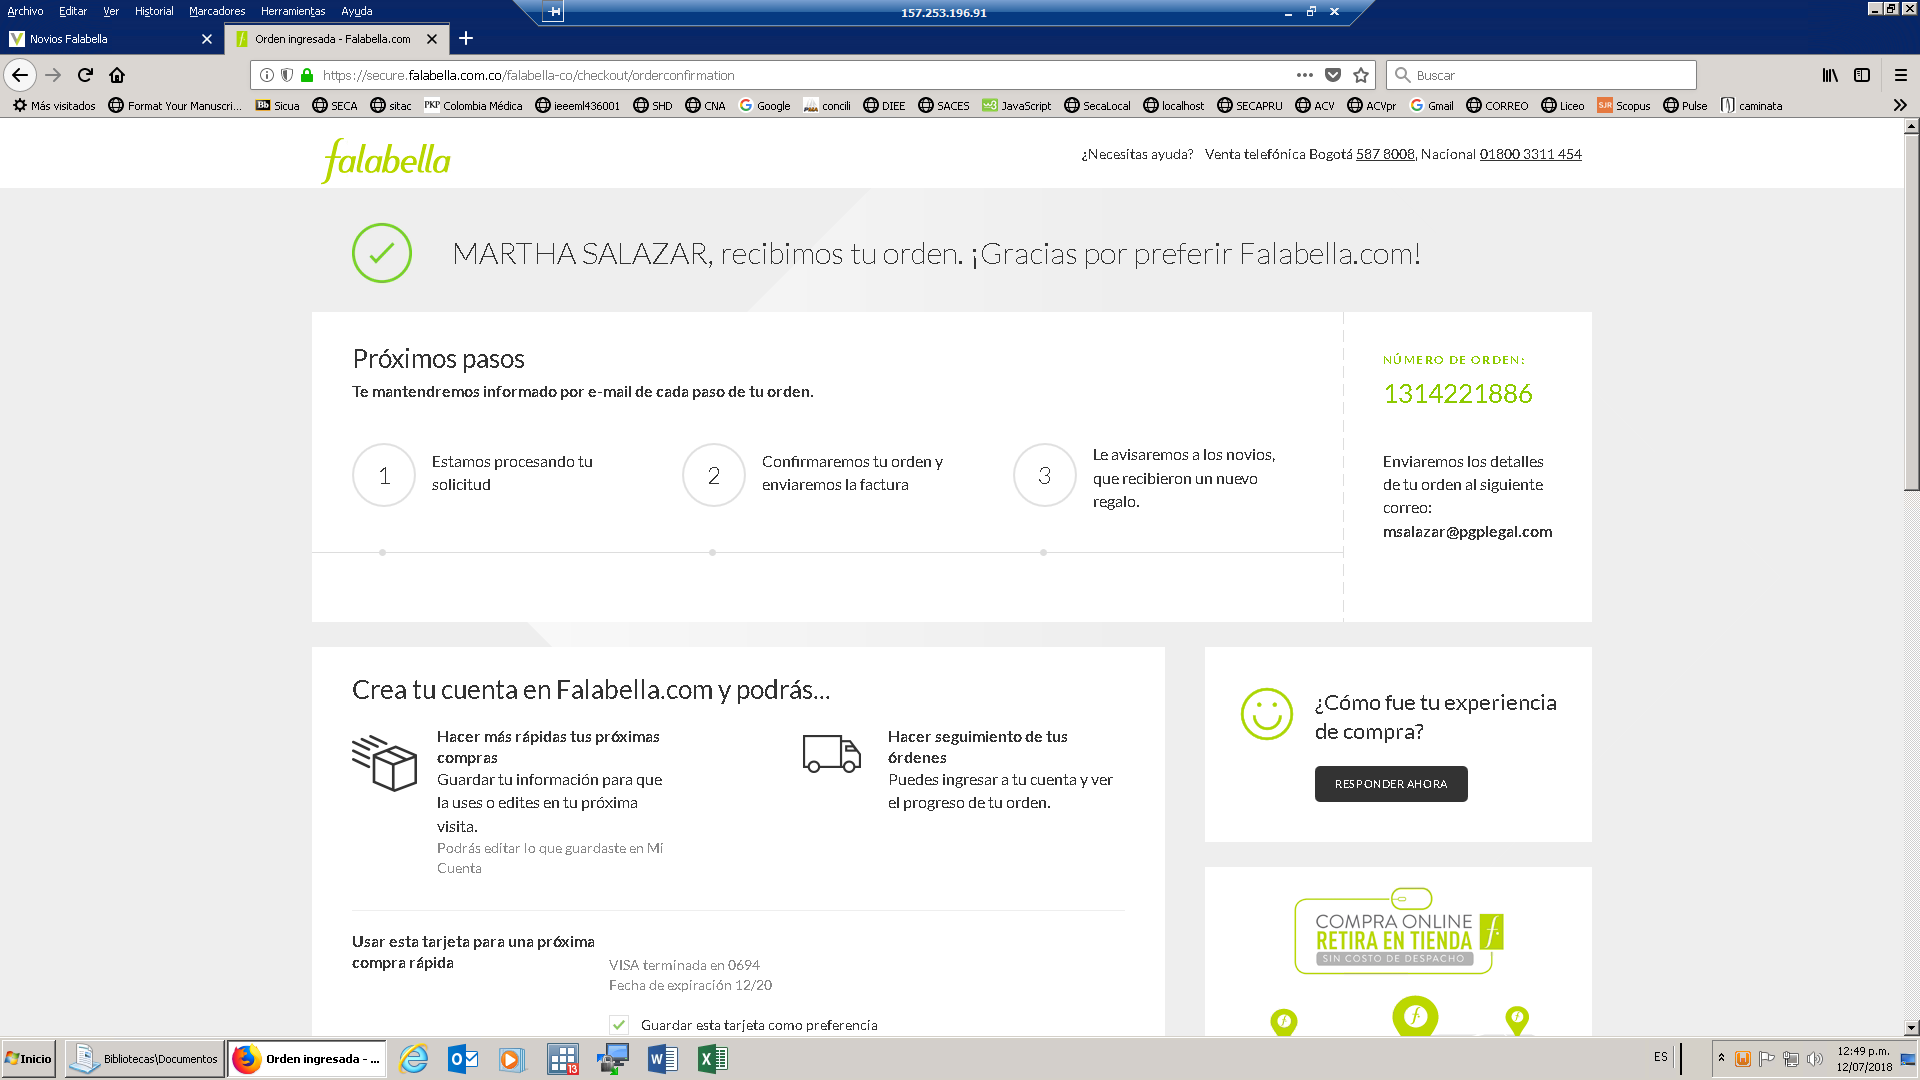 Archivo Editar Ver Historial Marcadores Herramientas Ayuda
157.253.196.91
Novios Falabella
Orden ingresada - Falabella.com
https://secure.falabella.com.co/falabella-co/checkout/orderconfirmation
Buscar
Más visitados Format Your Manuscri... Bb Sicua SECA sitac PKP Colombia Médica ieeeml436001 SHD CNA Google concili DIEE SACES w3 JavaScript SecaLocal localhost SECAPRU ACV ACVpr Gmail CORREO Liceo SJR Scopus Pulse caminata
falabella
¿Necesitas ayuda? Venta telefónica Bogotá 587 8008, Nacional 01800 3311 454
MARTHA SALAZAR, recibimos tu orden. ¡Gracias por preferir Falabella.com!
Próximos pasos
Te mantendremos informado por e-mail de cada paso de tu orden.
1
Estamos procesando tu
solicitud
2
Confirmaremos tu orden y
enviaremos la factura
3
Le avisaremos a los novios,
que recibieron un nuevo
regalo.
NÚMERO DE ORDEN:
1314221886
Enviaremos los detalles
de tu orden al siguiente
correo:
msalazar@pgplegal.com
Crea tu cuenta en Falabella.com y podrás...
Hacer más rápidas tus próximas
compras
Guardar tu información para que
la uses o edites en tu próxima
visita.
Podrás editar lo que guardaste en Mi
Cuenta
Hacer seguimiento de tus
órdenes
Puedes ingresar a tu cuenta y ver
el progreso de tu orden.
Usar esta tarjeta para una próxima
compra rápida
VISA terminada en 0694
Fecha de expiración 12/20
Guardar esta tarjeta como preferencia
¿Cómo fue tu experiencia
de compra?
RESPONDER AHORA
COMPRA ONLINE
RETIRA EN TIENDA
SIN COSTO DE DESPACHO
Inicio
Bibliotecas\Documentos
Orden ingresada - ...
13
ES
12:49 p.m.
12/07/2018